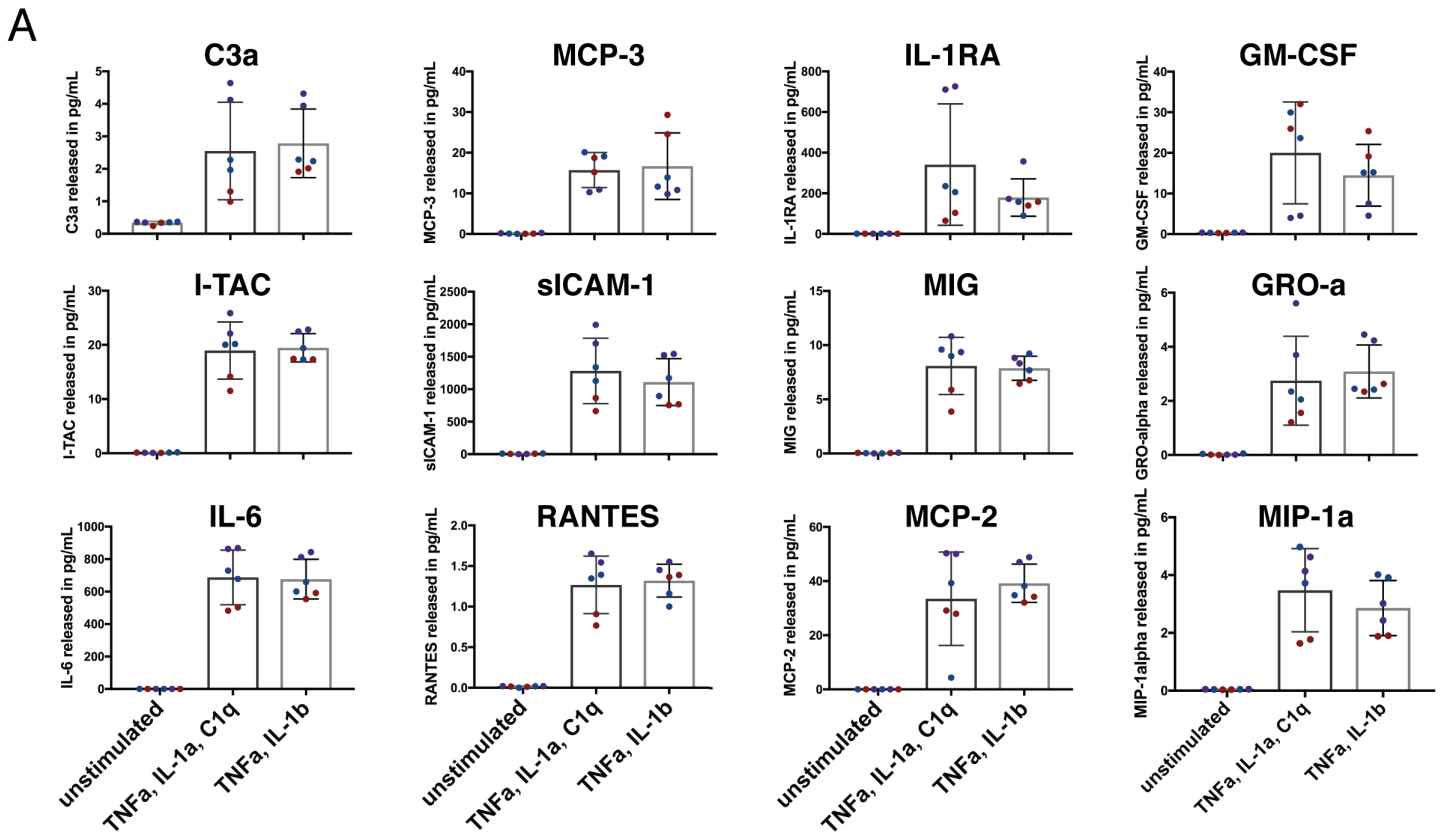 A
C3a
C3a released in pg/mL
5
4
3
2
1
0
MCP-3
MCP-3 released in pg/mL
40
30
20
10
0
IL-1RA
IL-1RA released in pg/mL
800
600
400
200
0
GM-CSF
GM-CSF released in pg/mL
40
30
20
10
0
I-TAC
I-TAC released in pg/mL
30
20
10
0
sICAM-1
sICAM-1 released in pg/mL
2500
2000
1500
1000
500
0
MIG
MIG released in pg/mL
15
10
5
0
GRO-a
GRO-alpha released in pg/mL
6
4
2
0
IL-6
IL-6 released in pg/mL
1000
800
600
400
200
0
unstimulated
TNFa, IL-1a, C1q
TNFa, IL-1b
RANTES
RANTES released in pg/mL
2.0
1.5
1.0
0.5
0.0
unstimulated
TNFa, IL-1a, C1q
TNFa, IL-1b
MCP-2
MCP-2 released in pg/mL
60
40
20
0
unstimulated
TNFa, IL-1a, C1q
TNFa, IL-1b
MIP-1a
MIP-1alpha released in pg/mL
6
4
2
0
unstimulated
TNFa, IL-1a, C1q
TNFa, IL-1b